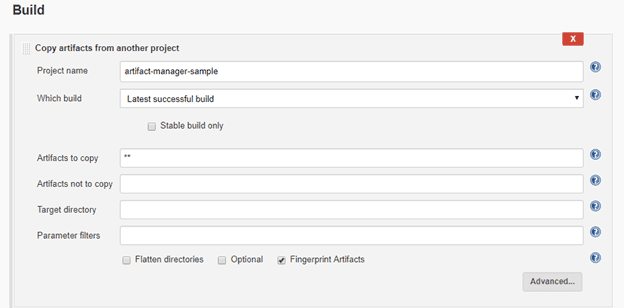 Build
X
Copy artifacts from another project
Project name artifact-manager-sample ?
Which build Latest successful build ?
Stable build only
Artifacts to copy ** ?
Artifacts not to copy ?
Target directory ?
Parameter filters ?
Flatten directories Optional Fingerprint Artifacts ?
Advanced...